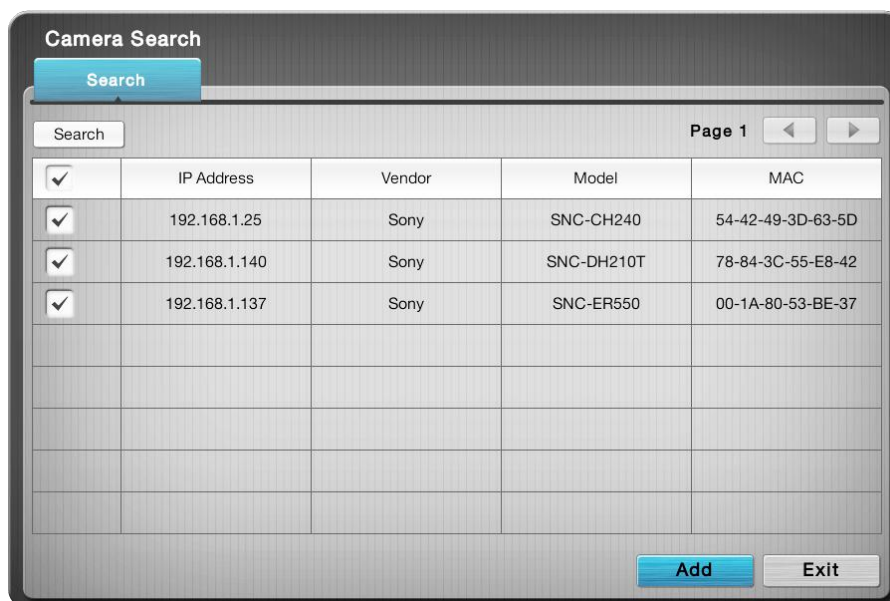 Camera Search
Search
Search Page 1
IP Address Vendor Model MAC
192.168.1.25 Sony SNC-CH240 54-42-49-3D-63-5D
192.168.1.140 Sony SNC-DH210T 78-84-3C-55-E8-42
192.168.1.137 Sony SNC-ER550 00-1A-80-53-BE-37
Add Exit